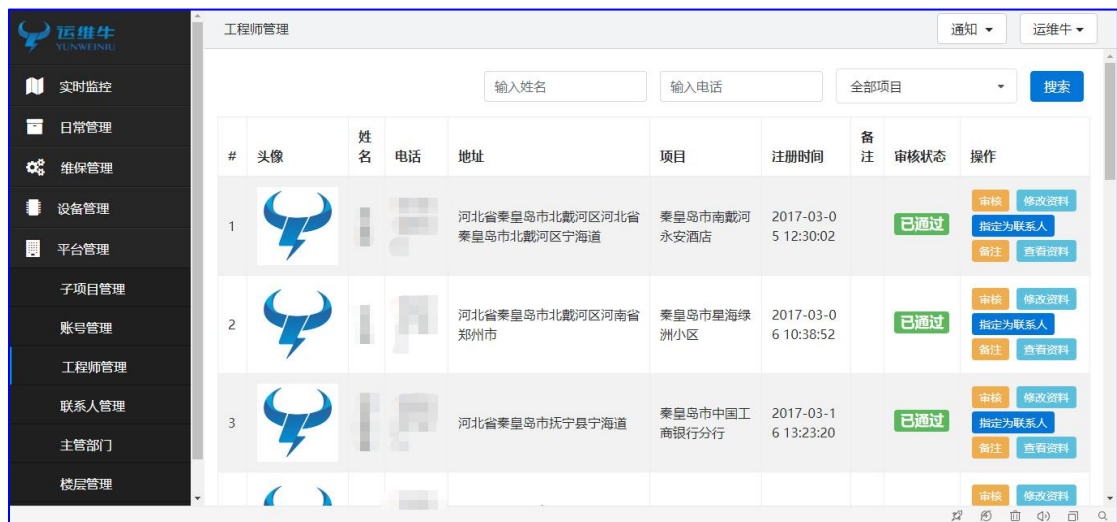 运维牛
YUNWEINIU
工程师管理
通知
运维牛
实时监控
日常管理
维保管理
设备管理
平台管理
子项目管理
账号管理
工程师管理
联系人管理
主管部门
楼层管理
输入姓名
输入电话
全部项目
搜索
# 头像 姓名 电话 地址 项目 注册时间 备注 审核状态 操作
1 河北省秦皇岛市北戴河区河北省 秦皇岛市南戴河 2017-03-0 已通过 审核 修改资料
秦皇岛市北戴河区宁海道 永安酒店 5 12:30:02 指定为联系人
备注 查看资料
2 河北省秦皇岛市北戴河区河南省 秦皇岛市星海绿 2017-03-0 已通过 审核 修改资料
郑州市 洲小区 6 10:38:52 指定为联系人
备注 查看资料
3 河北省秦皇岛市抚宁县宁海道 秦皇岛市中国工 2017-03-1 已通过 审核 修改资料
商银行分行 6 13:23:20 指定为联系人
备注 查看资料
审核 修改资料